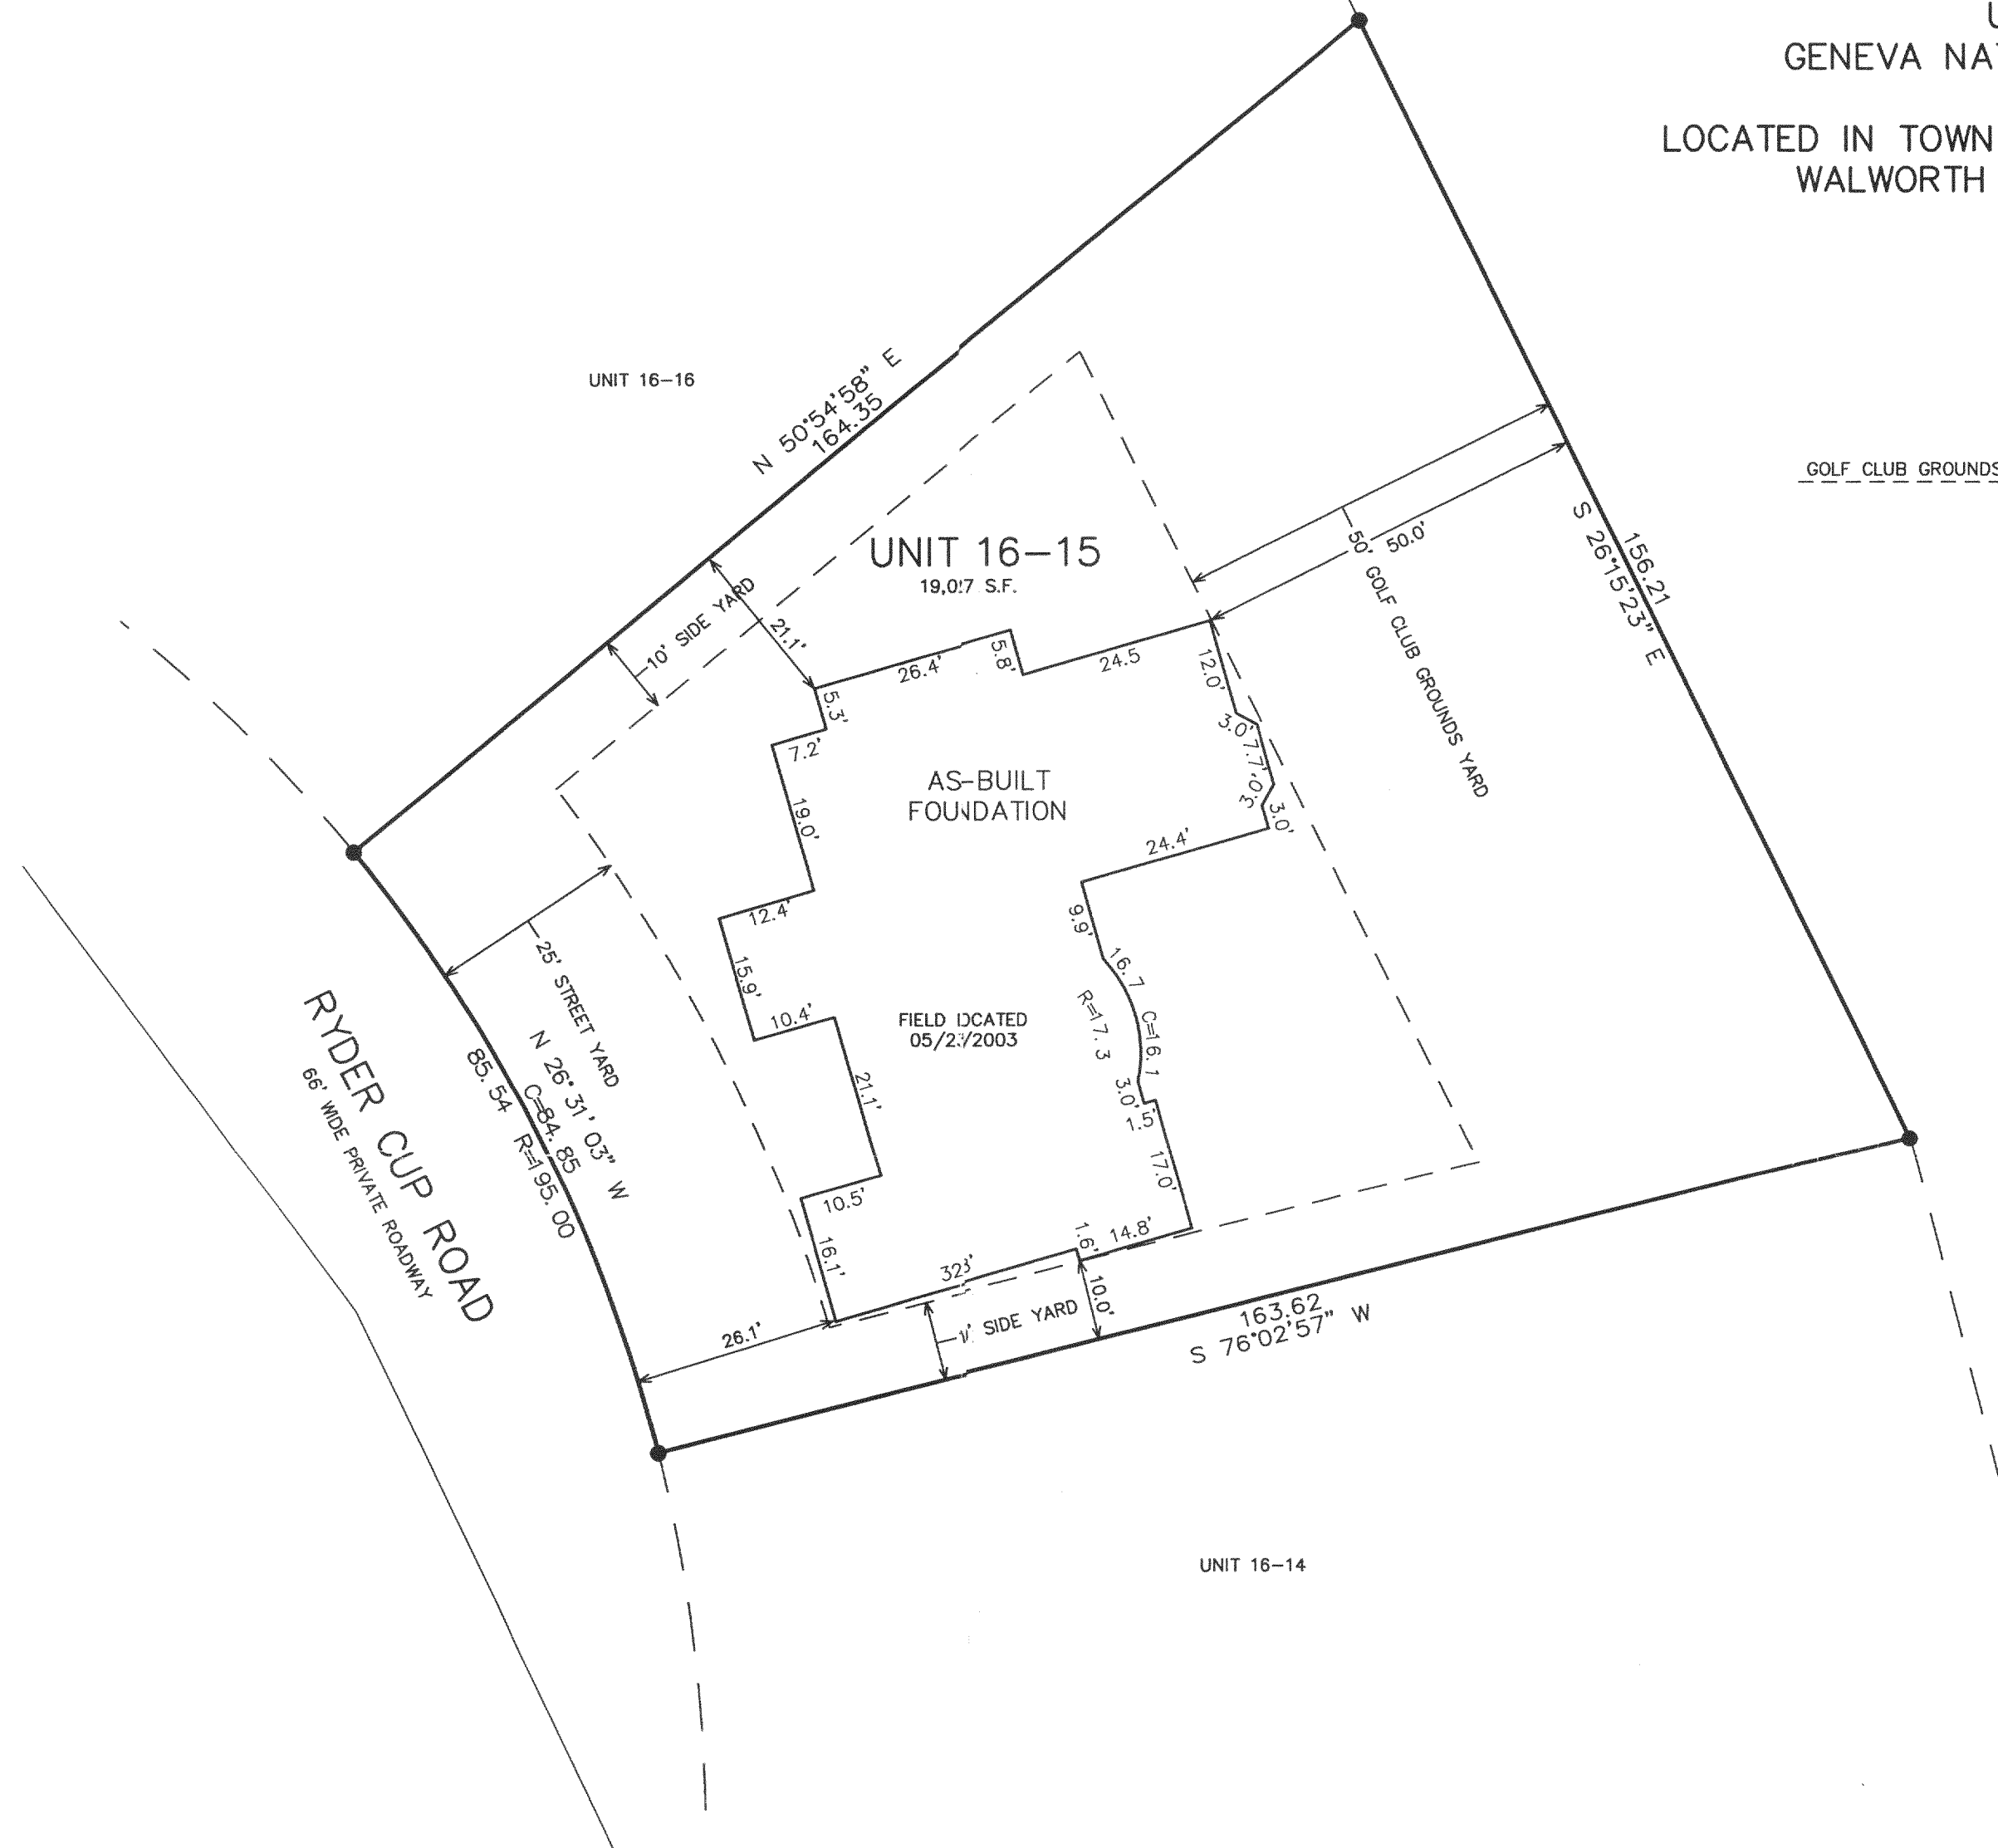 GENEVA
LOCATED IN TOWN
WALWORTH
UNIT 16-16
N 50°54'58" E
164.35
GOLF CLUB GROUNDS
UNIT 16-15
S.F.
10' SIDE YARD
21.1'
26.4'
5.8'
24.5
50.0'
50' GOLF CLUB GROUNDS YARD
156.21
S 26°15'23" E
5.3'
7.2'
12.0'
3.0'
7.7'
3.0'
3.0'
AS-BUILT
FOUNDATION
19.0'
24.4'
12.4'
9.9'
15.9'
16.7
10.4'
FIELD
R=17.3
C=16.1
25' STREET YARD
N 26°31'03" W
C=84.85
85.54 R=195.00
RYDER CUP ROAD
66' WIDE PRIVATE ROADWAY
21.1'
3.0'
1.5'
17.0'
10.5'
16.1'
1.6'
14.8'
26.1'
SIDE YARD
10.0'
163.62
S 76°02'57" W
UNIT 16-14